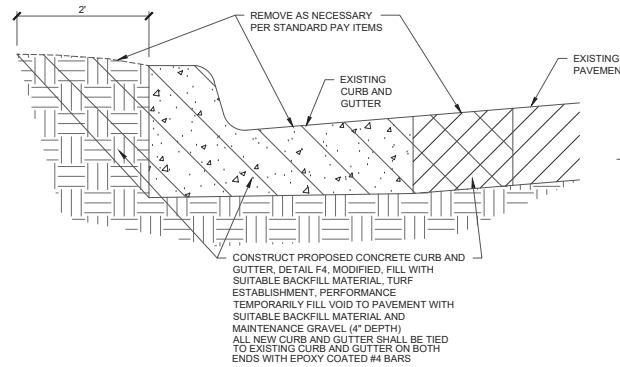 2'
REMOVE AS NECESSARY
PER STANDARD PAY ITEMS
EXISTING
PAVEMEN
EXISTING
CURB AND
GUTTER
CONSTRUCT PROPOSED CONCRETE CURB AND
GUTTER, DETAIL F4, MODIFIED, FILL WITH
SUITABLE BACKFILL MATERIAL, TURF
ESTABLISHMENT, PERFORMANCE
TEMPORARILY FILL VOID TO PAVEMENT WITH
SUITABLE BACKFILL MATERIAL AND
MAINTENANCE GRAVEL (4" DEPTH)
ALL NEW CURB AND GUTTER SHALL BE TIED
TO EXISTING CURB AND GUTTER ON BOTH
ENDS WITH EPOXY COATED #4 BARS